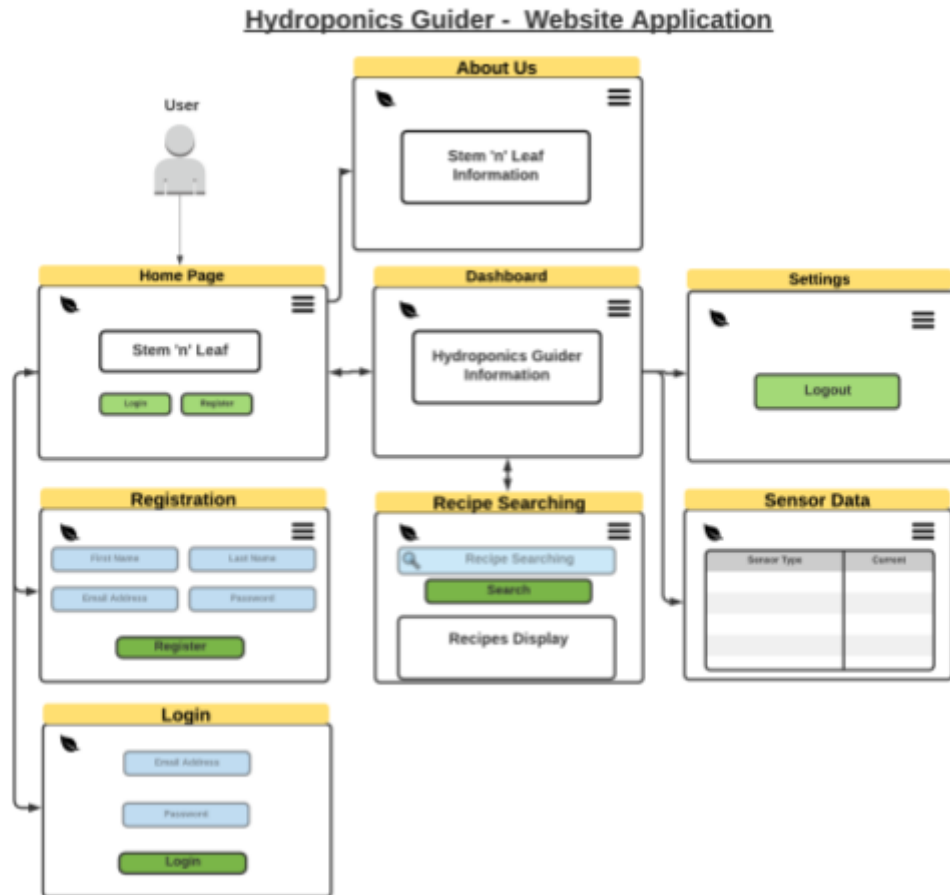 Hydroponics Guider - Website Application
User
About Us
Stem 'n' Leaf
Information
Home Page
Stem 'n' Leaf
Login
Register
Dashboard
Hydroponics Guider
Information
Settings
Logout
Registration
First Name
Last Name
Email Address
Password
Register
Recipe Searching
Recipe Searching
Search
Recipes Display
Sensor Data
Sensor Type
Current
Login
Email Address
Password
Login